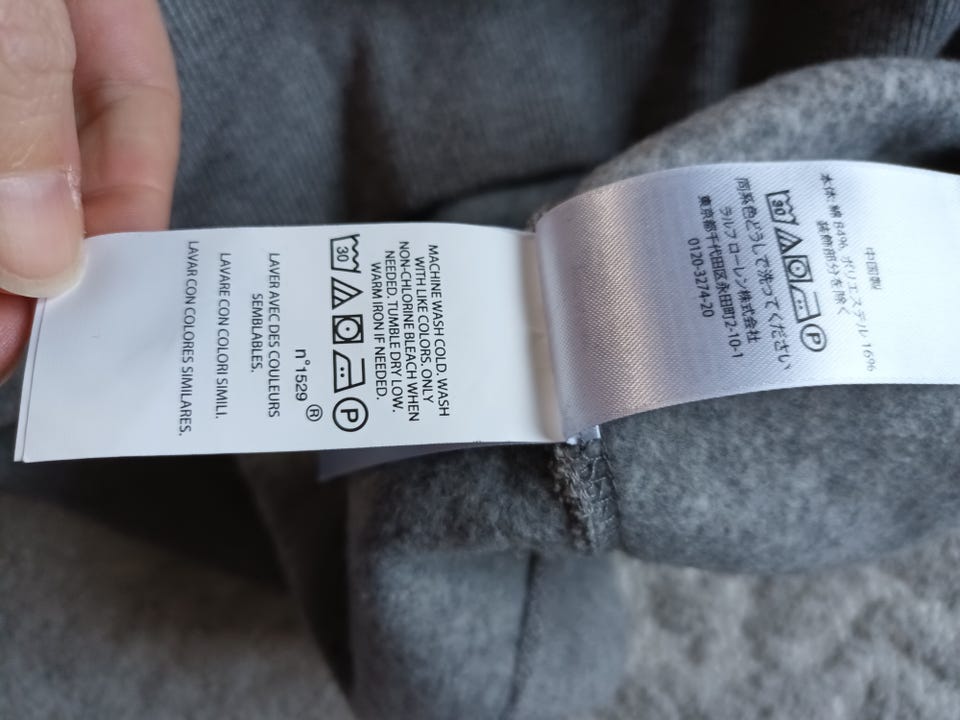 中国製
本体: 綿 84% ポリエステル 16%
装飾部分を除く
30 P
同系色どうしで洗ってください
ラルフローレン株式会社
東京都千代田区永田町2-10-1
0120-3274-20
MACHINE WASH COLD. WASH
WITH LIKE COLORS. ONLY
NON-CHLORINE BLEACH WHEN
NEEDED. TUMBLE DRY LOW.
WARM IRON IF NEEDED.
30 P
®
n°1529
LAVER AVEC DES COULEURS
SEMBLABLES.
LAVARE CON COLORI SIMILI.
LAVAR CON COLORES SIMILARES.